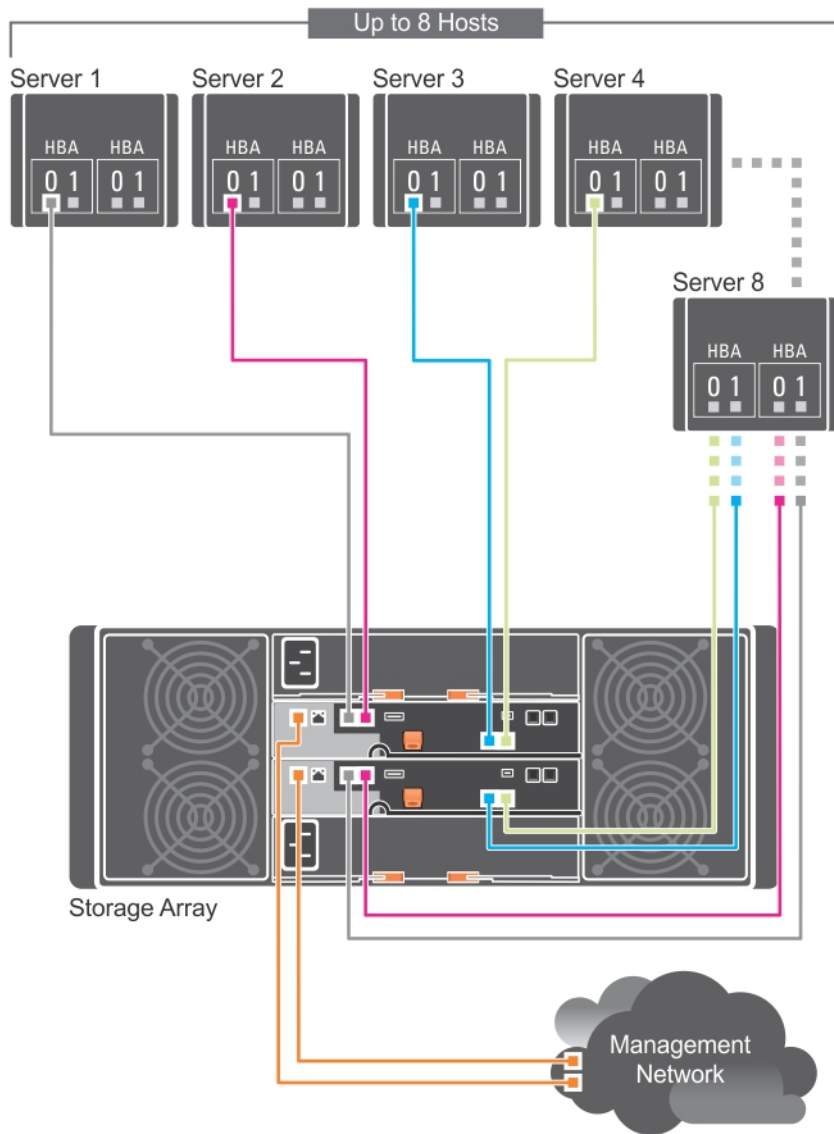 Up to 8 Hosts
Server 1
Server 2
Server 3
Server 4
HBA HBA
0 1 0 1
HBA HBA
0 1 0 1
HBA HBA
0 1 0 1
HBA HBA
0 1 0 1
Server 8
HBA HBA
0 1 0 1
Storage Array
Management
Network